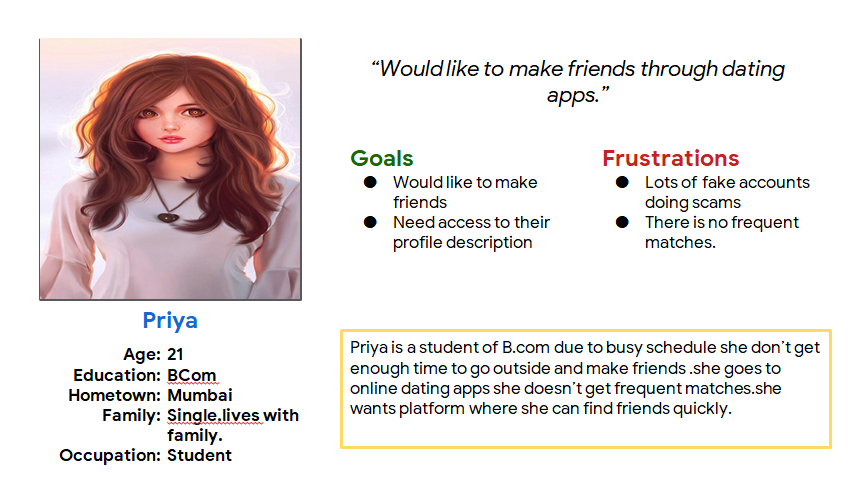 “Would like to make friends through dating
apps.”
Goals
● Would like to make
friends
● Need access to their
profile description
Frustrations
● Lots of fake accounts
doing scams
● There is no frequent
matches.
Priya
Age: 21
Education: BCom
Hometown: Mumbai
Family: Single.lives with
family.
Occupation: Student
Priya is a student of B.com due to busy schedule she don’t get
enough time to go outside and make friends .she goes to
online dating apps she doesn’t get frequent matches.she
wants platform where she can find friends quickly.